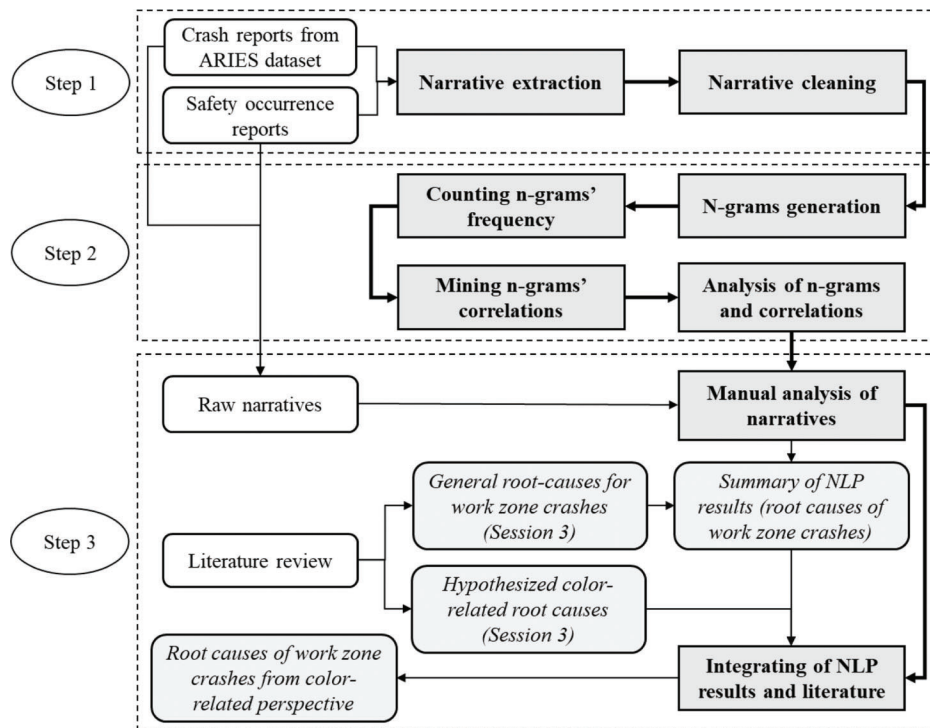 Step 1
Crash reports from
ARIES dataset
Safety occurrence
reports
Narrative extraction
Narrative cleaning
Step 2
Counting n-grams’
frequency
N-grams generation
Mining n-grams’
correlations
Analysis of n-grams
and correlations
Step 3
Raw narratives
Manual analysis of
narratives
General root-causes for
work zone crashes
(Session 3)
Summary of NLP
results (root causes of
work zone crashes)
Literature review
Hypothesized color-
related root causes
(Session 3)
Root causes of work zone
crashes from color-
related perspective
Integrating of NLP
results and literature